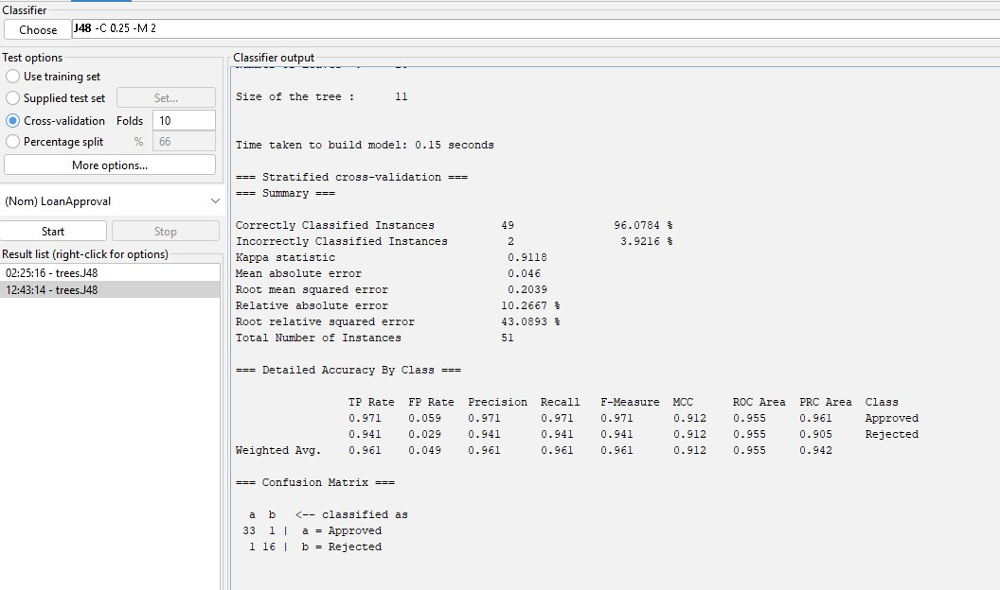 Classifier
Choose J48 -C 0.25 -M 2
Test options
Use training set
Supplied test set Set...
Cross-validation Folds 10
Percentage split % 66
More options...
(Nom) LoanApproval
Start Stop
Result list (right-click for options)
02:25:16 - trees.J48
12:43:14 - trees.J48
Classifier output
Size of the tree : 11
Time taken to build model: 0.15 seconds
=== Stratified cross-validation ===
=== Summary ===
Correctly Classified Instances 49 96.0784 %
Incorrectly Classified Instances 2 3.9216 %
Kappa statistic 0.9118
Mean absolute error 0.046
Root mean squared error 0.2039
Relative absolute error 10.2667 %
Root relative squared error 43.0893 %
Total Number of Instances 51
=== Detailed Accuracy By Class ===
TP Rate FP Rate Precision Recall F-Measure MCC ROC Area PRC Area Class
0.971 0.059 0.971 0.971 0.971 0.912 0.955 0.961 Approved
0.941 0.029 0.941 0.941 0.941 0.912 0.955 0.905 Rejected
Weighted Avg. 0.961 0.049 0.961 0.961 0.961 0.912 0.955 0.942
=== Confusion Matrix ===
a b <-- classified as
33 1 | a = Approved
1 16 | b = Rejected